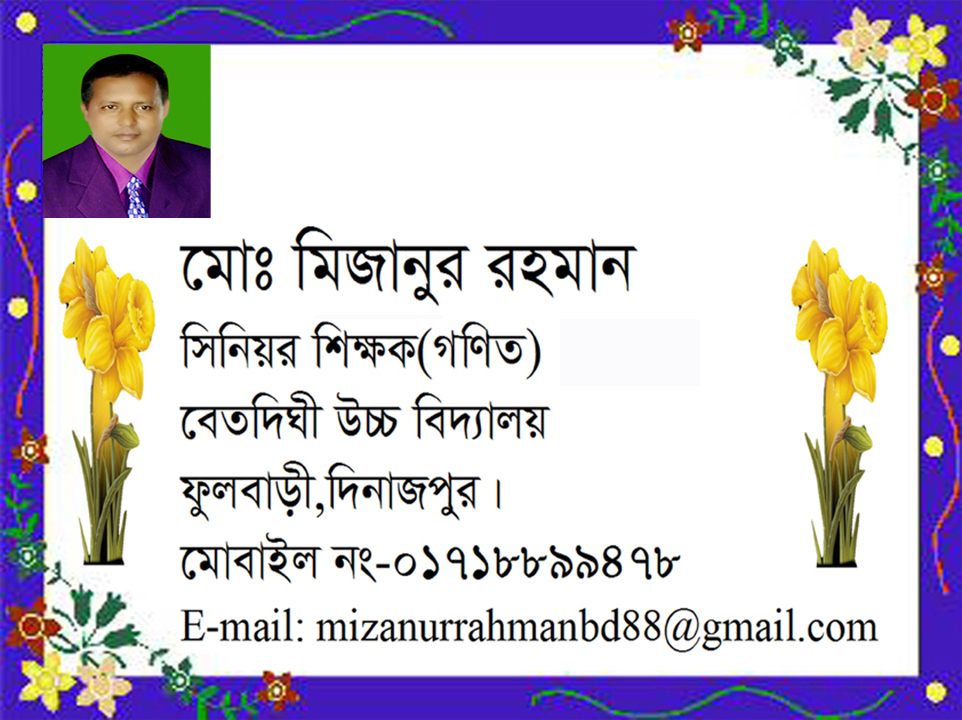 মোঃ মিজানুর রহমান
সিনিয়র শিক্ষক(গণিত)
বেতদিঘী উচ্চ বিদ্যালয়
ফুলবাড়ী,দিনাজপুর।
মোবাইল নং-০১৭১৮৮৯৯৪৭৮
E-mail: mizanurrahmanbd88@gmail.com